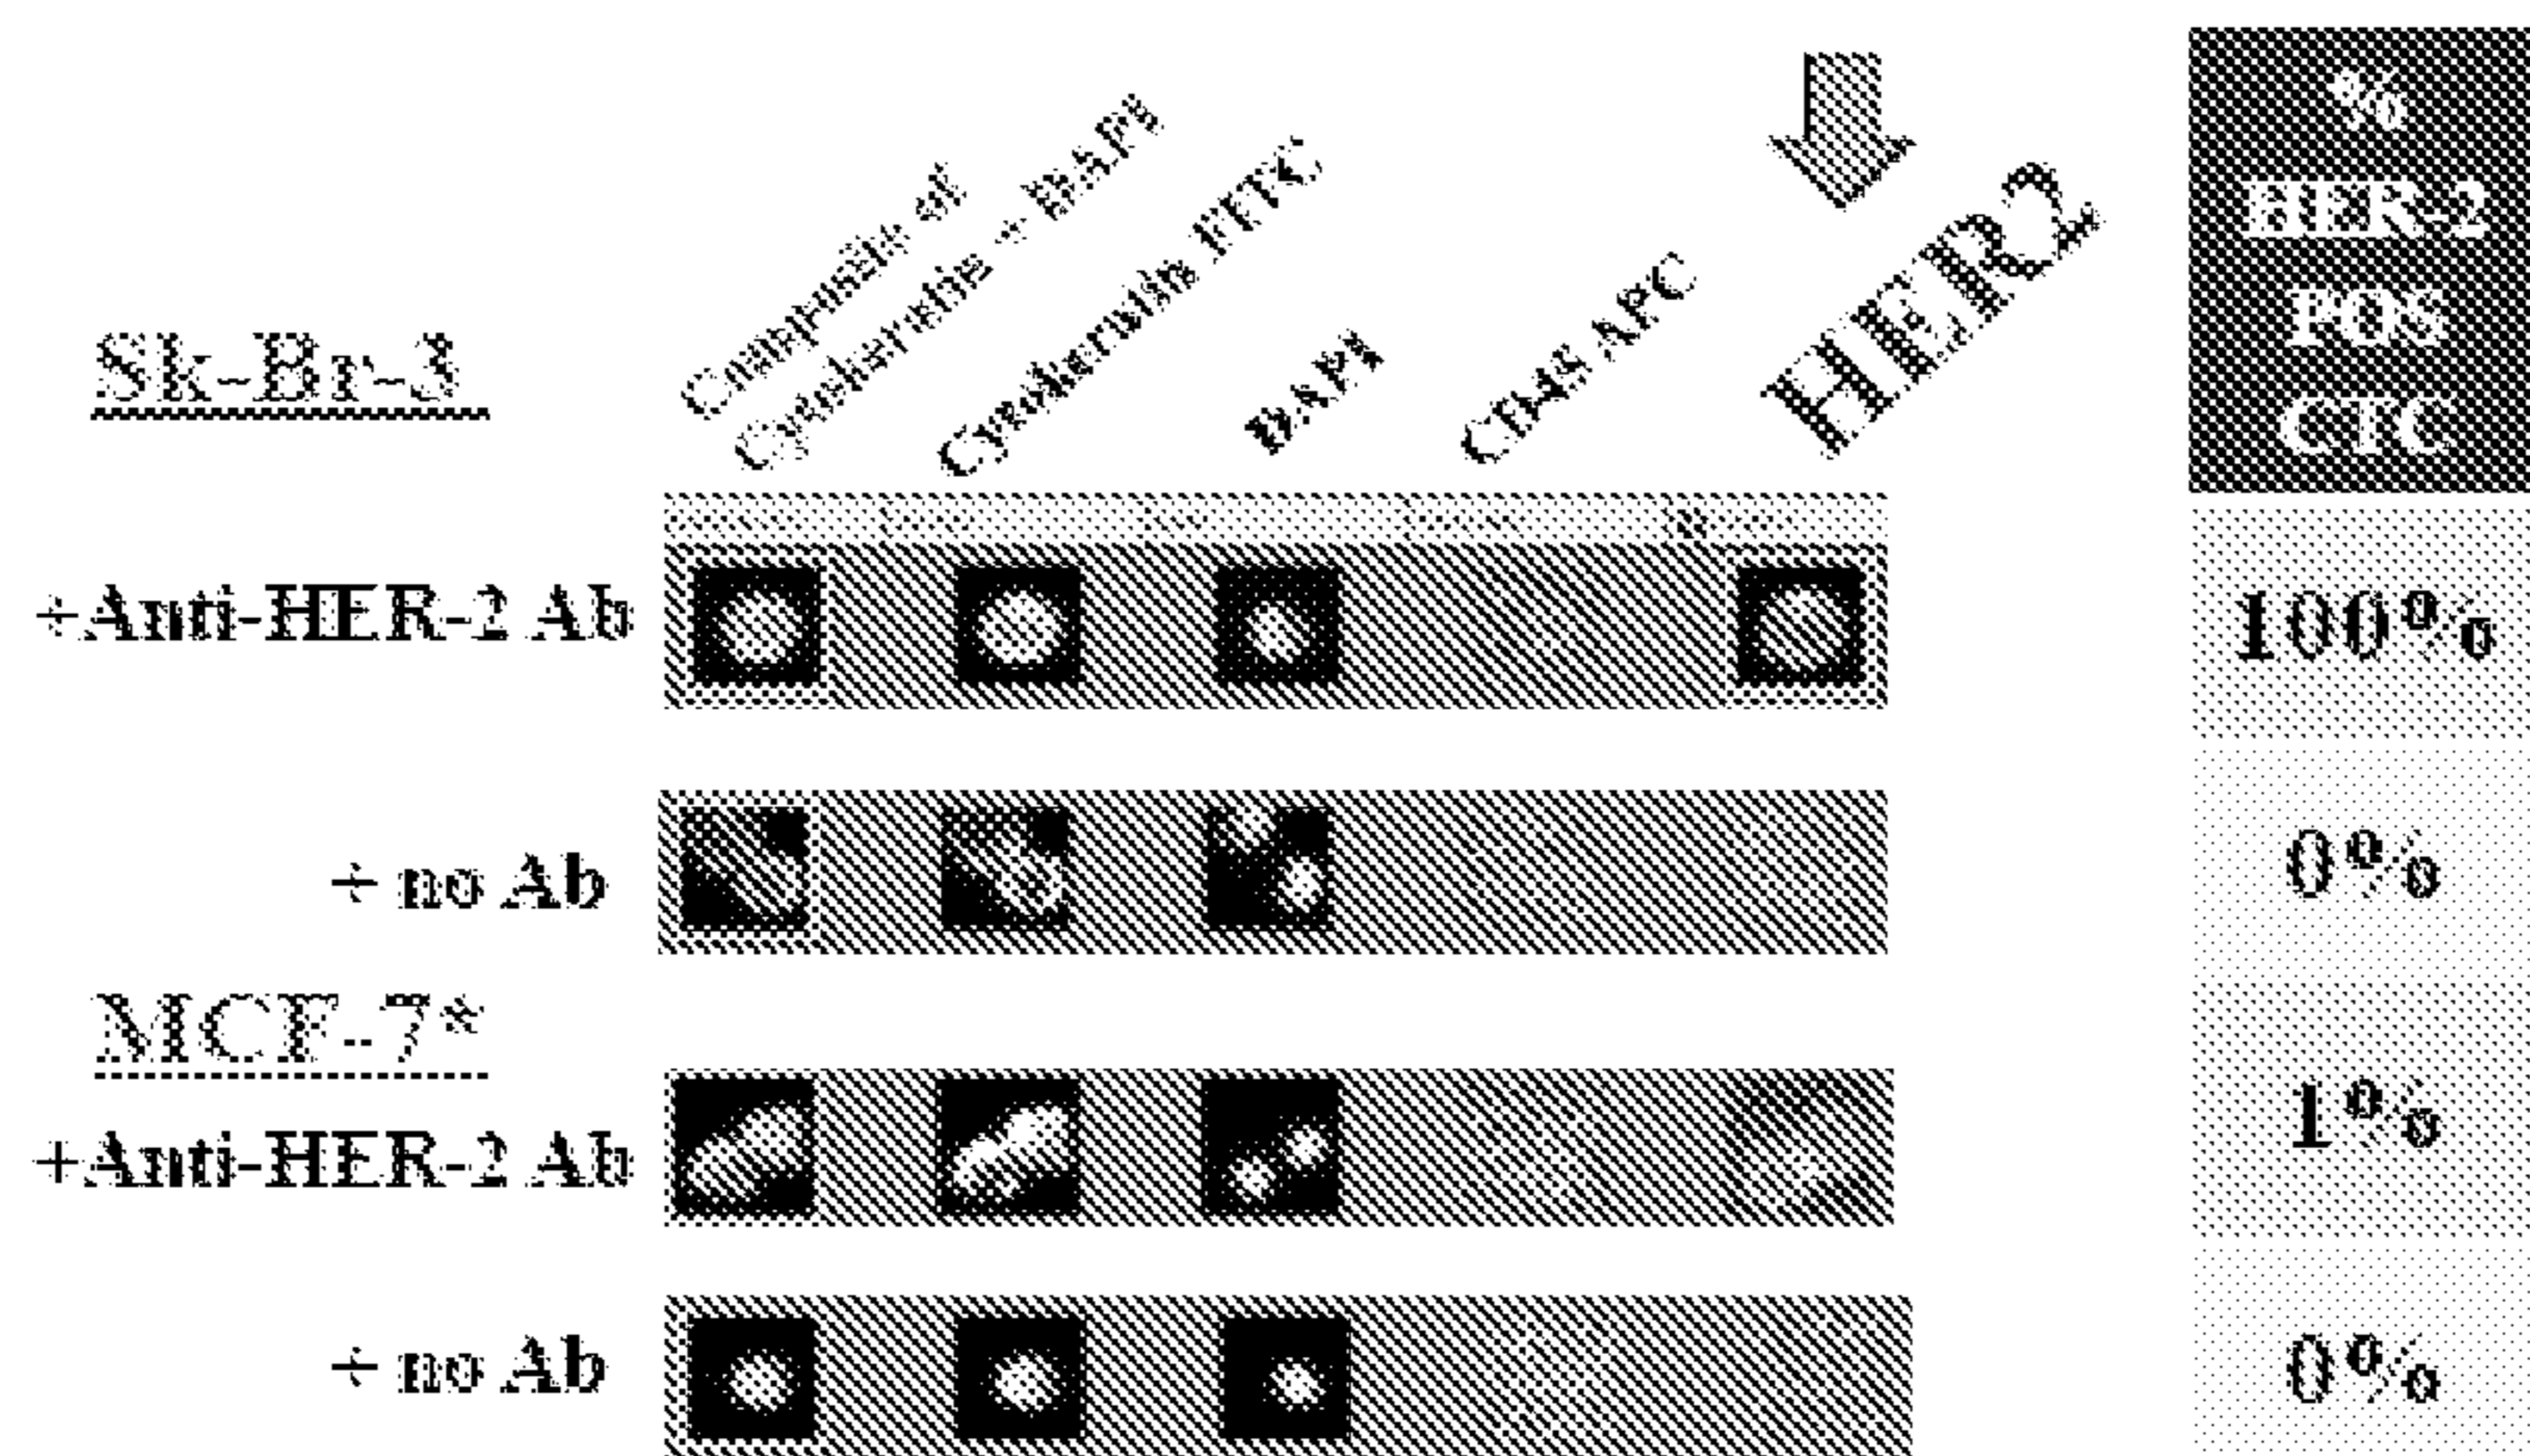 Composite of
Cytokeratin + DAPI
Cytokeratin FITC
DAPI
CD45 APC
HER2
%
HER-2
POS
CTC
Sk-Br-3
+Anti-HER-2 Ab
100%
+ no Ab
0%
MCF-7*
+Anti-HER-2 Ab
1%
+ no Ab
0%